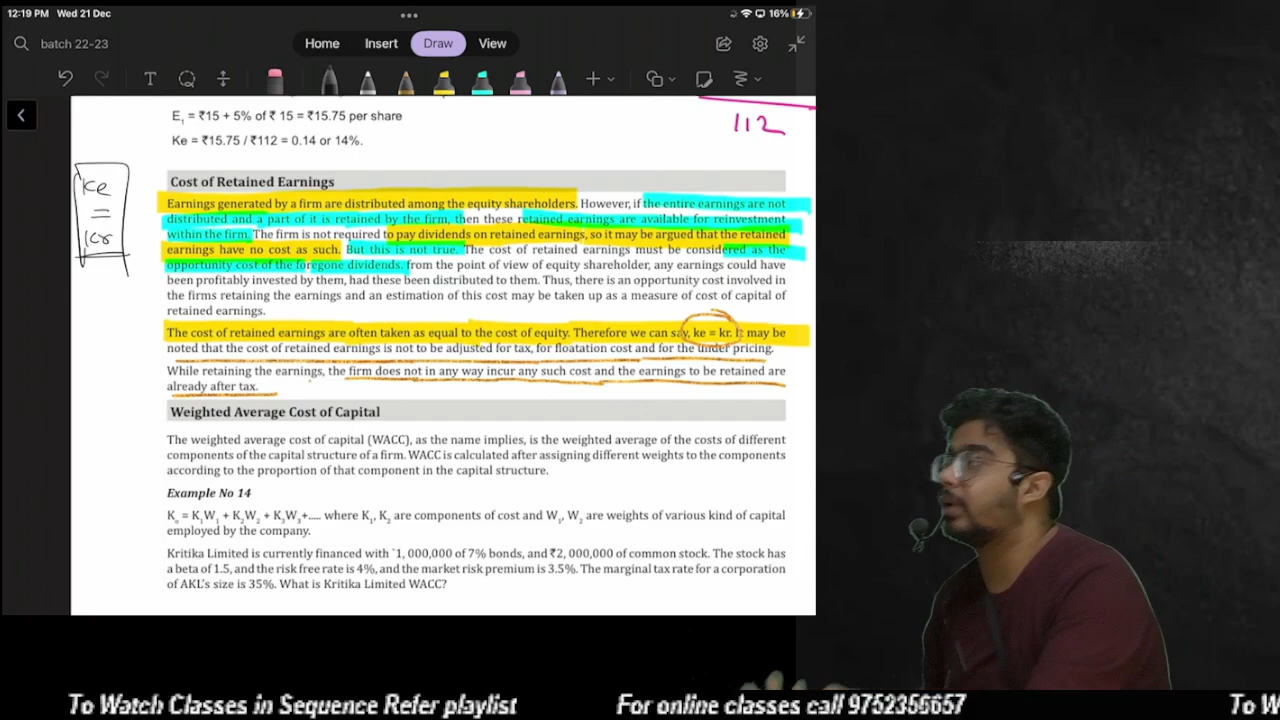 12:19 PM Wed 21 Dec
16%
batch 22-23
Home Insert Draw View
E1 = ₹15 + 5% of ₹ 15 = ₹15.75 per share
112
Ke = ₹15.75 / ₹112 = 0.14 or 14%.
Ke
=
Kr
Cost of Retained Earnings
Earnings generated by a firm are distributed among the equity shareholders. However, if the entire earnings are not
distributed and a part of it is retained by the firm, then these retained earnings are available for reinvestment
within the firm. The firm is not required to pay dividends on retained earnings, so it may be argued that the retained
earnings have no cost as such. But this is not true. The cost of retained earnings must be considered as the
opportunity cost of the foregone dividends. from the point of view of equity shareholder, any earnings could have
been profitably invested by them, had these been distributed to them. Thus, there is an opportunity cost involved in
the firms retaining the earnings and an estimation of this cost may be taken up as a measure of cost of capital of
retained earnings.
The cost of retained earnings are often taken as equal to the cost of equity. Therefore we can say, ke = kr. It may be
noted that the cost of retained earnings is not to be adjusted for tax, for floatation cost and for the under pricing.
While retaining the earnings, the firm does not in any way incur any such cost and the earnings to be retained are
already after tax.
Weighted Average Cost of Capital
The weighted average cost of capital (WACC), as the name implies, is the weighted average of the costs of different
components of the capital structure of a firm. WACC is calculated after assigning different weights to the components
according to the proportion of that component in the capital structure.
Example No 14
Ko = K1W1 + K2W2 + K3W3+..... where K1, K2 are components of cost and W1, W2 are weights of various kind of capital
employed by the company.
Kritika Limited is currently financed with `1, 000,000 of 7% bonds, and ₹2, 000,000 of common stock. The stock has
a beta of 1.5, and the risk free rate is 4%, and the market risk premium is 3.5%. The marginal tax rate for a corporation
of AKL's size is 35%. What is Kritika Limited WACC?
To Watch Classes in Sequence Refer playlist For online classes call 9752356657 To W